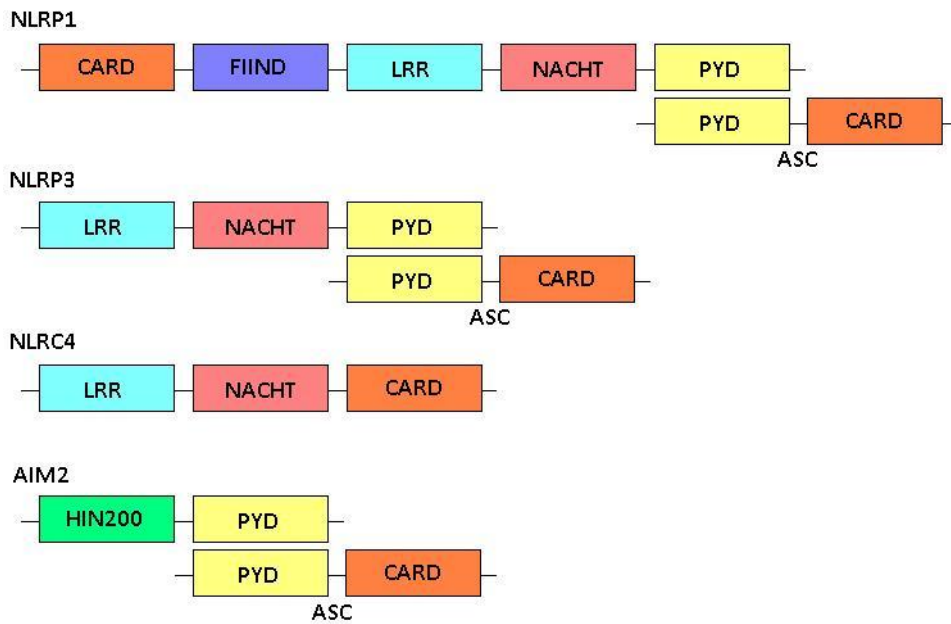 NLRP1
CARD FIIND LRR NACHT PYD
PYD CARD
ASC
NLRP3
LRR NACHT PYD
PYD CARD
ASC
NLRC4
LRR NACHT CARD
AIM2
HIN200 PYD
PYD CARD
ASC